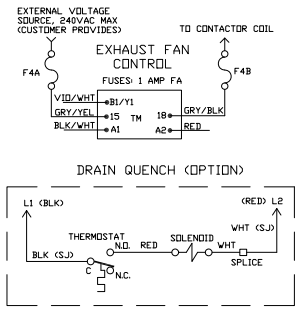 EXTERNAL VOLTAGE
SOURCE, 240VAC MAX
(CUSTOMER PROVIDES)
TO CONTACTOR COIL
EXHAUST FAN
CONTROL
F4A
F4B
FUSES: 1 AMP FA
VIO/WHT
B1/Y1
GRY/YEL
15
TM
18
GRY/BLK
BLK/WHT
A1
A2
RED
DRAIN QUENCH (OPTION)
L1 (BLK)
(RED) L2
WHT (SJ)
THERMOSTAT
N.O.
RED
SOLENOID
WHT
BLK (SJ)
SPLICE
C
N.C.